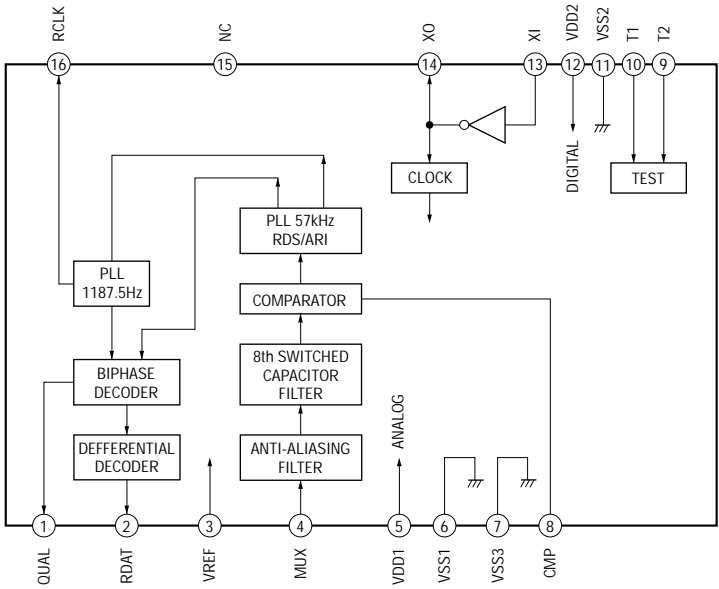 RCLK
NC
XO
XI
VDD2
VSS2
T1
T2
16
15
14
13
12
11
10
9
DIGITAL
CLOCK
TEST
PLL 57kHz
RDS/ARI
PLL
1187.5Hz
COMPARATOR
8th SWITCHED
CAPACITOR
FILTER
BIPHASE
DECODER
ANALOG
DEFFERENTIAL
DECODER
ANTI-ALIASING
FILTER
1
2
3
4
5
6
7
8
QUAL
RDAT
VREF
MUX
VDD1
VSS1
VSS3
CMP